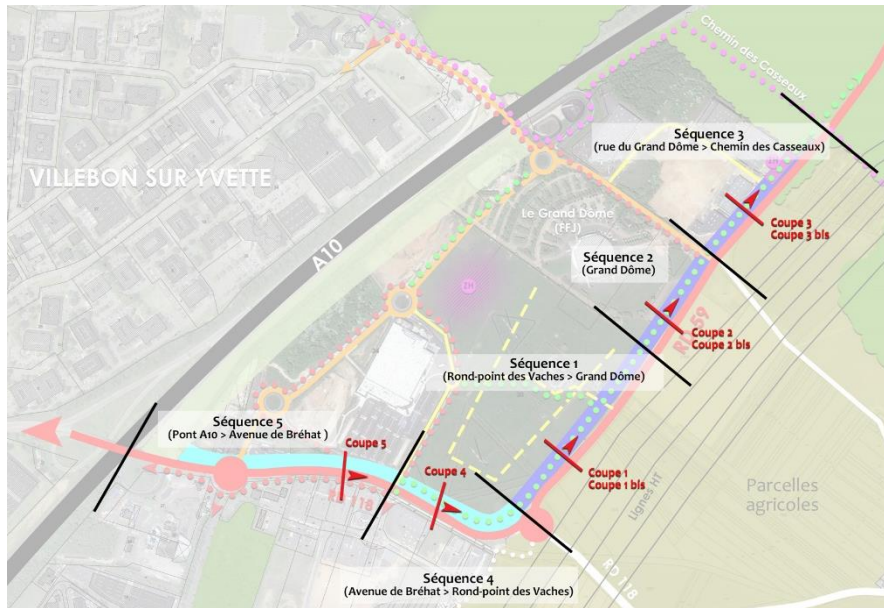 Chemin des Casseaux
Séquence 3
(rue du Grand Dôme > Chemin des Casseaux)
VILLEBON SUR YVETTE
A10
Le Grand Dôme
(FFJ)
Coupe 3
Coupe 3 bis
Séquence 2
(Grand Dôme)
RD 59
Coupe 2
Coupe 2 bis
Séquence 1
(Rond-point des Vaches > Grand Dôme)
Séquence 5
(Pont A10 > Avenue de Bréhat )
Coupe 5
Coupe 4
Coupe 1
Coupe 1 bis
Lignes HT
Parcelles
agricoles
RD 118
Séquence 4
(Avenue de Bréhat > Rond-point des Vaches)